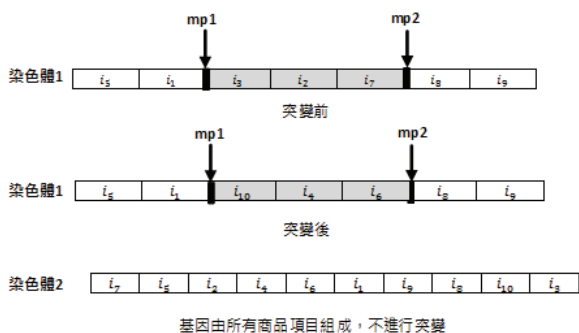 mp1 mp2
染色體1 i₅ i₁ i₃ i₂ i₇ i₈ i₉
突變前
mp1 mp2
染色體1 i₅ i₁ i₁₀ i₄ i₆ i₈ i₉
突變後
染色體2 i₇ i₅ i₂ i₄ i₆ i₁ i₉ i₈ i₁₀ i₃
基因由所有商品項目組成，不進行突變